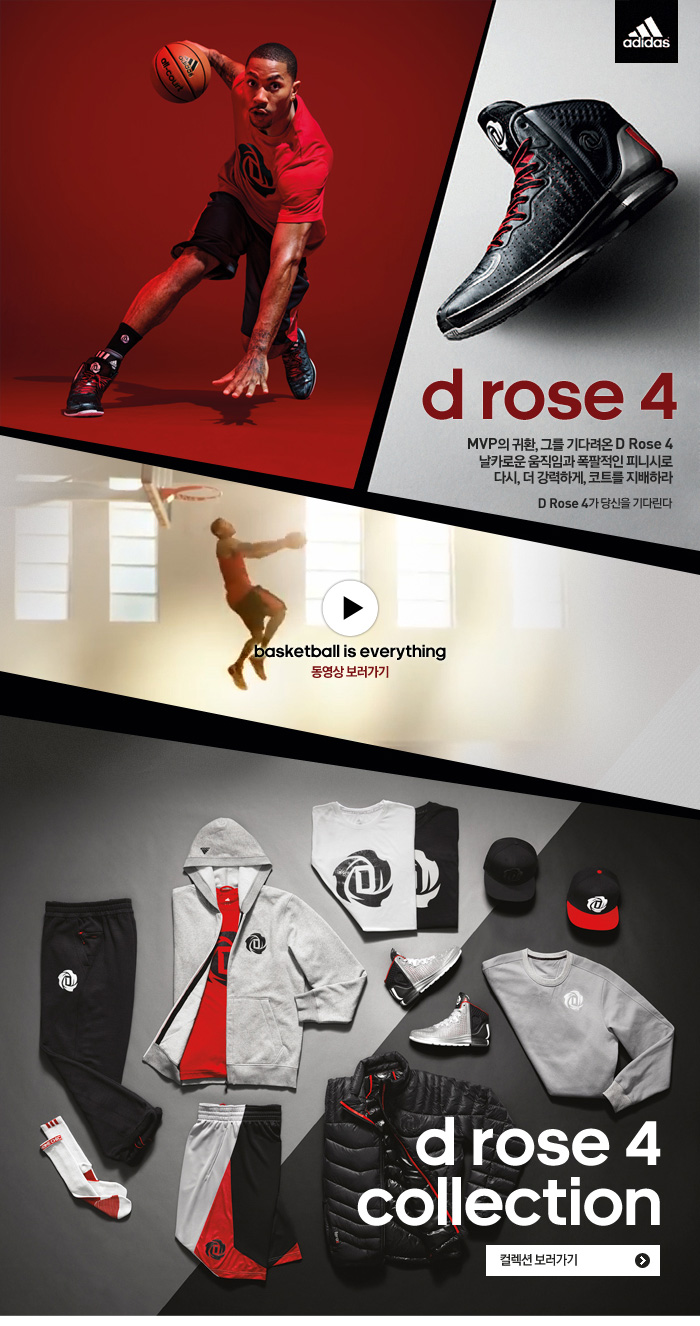 adidas
all-court
d rose 4
MVP의 귀환, 그를 기다려온 D Rose 4
날카로운 움직임과 폭팔적인 피니시로
다시, 더 강력하게, 코트를 지배하라
D Rose 4가 당신을 기다린다
basketball is everything
동영상 보러가기
d rose 4
collection
컬렉션 보러가기